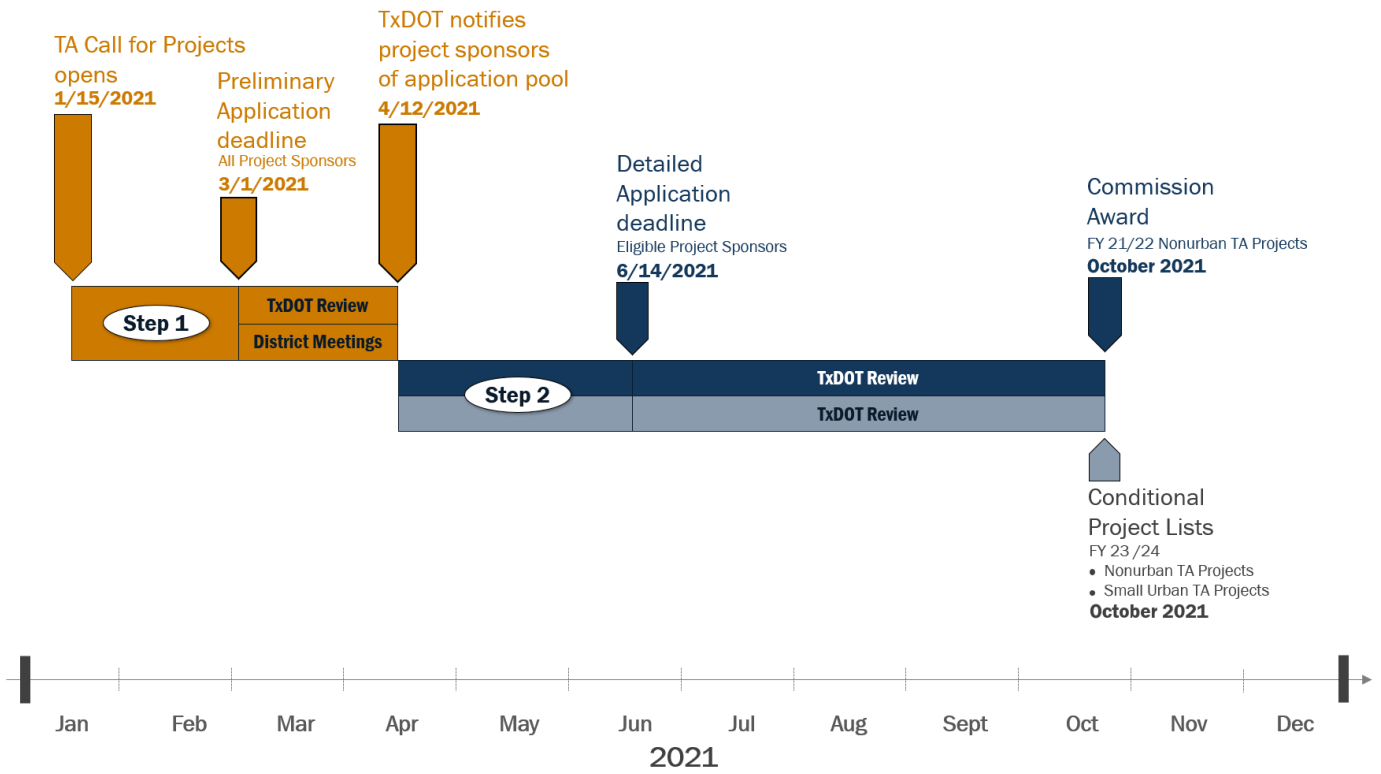 TA Call for Projects
opens
1/15/2021
Preliminary
Application
deadline
All Project Sponsors
3/1/2021
TxDOT notifies
project sponsors
of application pool
4/12/2021
Detailed
Application
deadline
Eligible Project Sponsors
6/14/2021
Commission
Award
FY 21/22 Nonurban TA Projects
October 2021
Step 1
TxDOT Review
District Meetings
Step 2
TxDOT Review
TxDOT Review
Conditional
Project Lists
FY 23 /24
• Nonurban TA Projects
• Small Urban TA Projects
October 2021
Jan Feb Mar Apr May Jun Jul Aug Sept Oct Nov Dec
2021